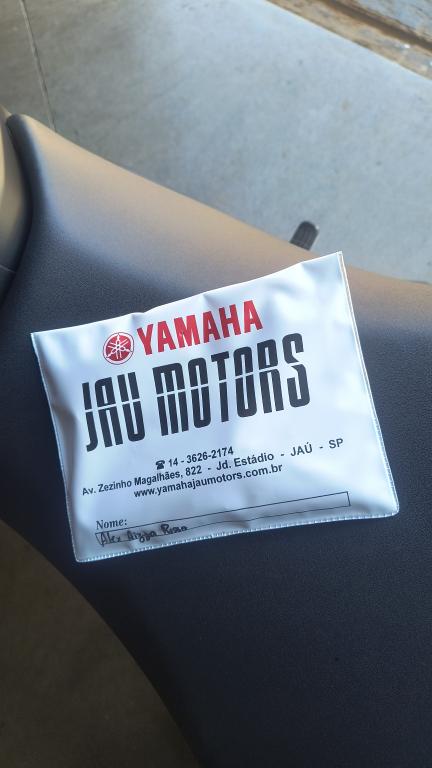 YAMAHA
JAU MOTORS
☎ 14 - 3626-2174
Av. Zezinho Magalhães, 822 - Jd. Estádio - JAÚ - SP
www.yamahajaumotors.com.br
Nome:
Alex